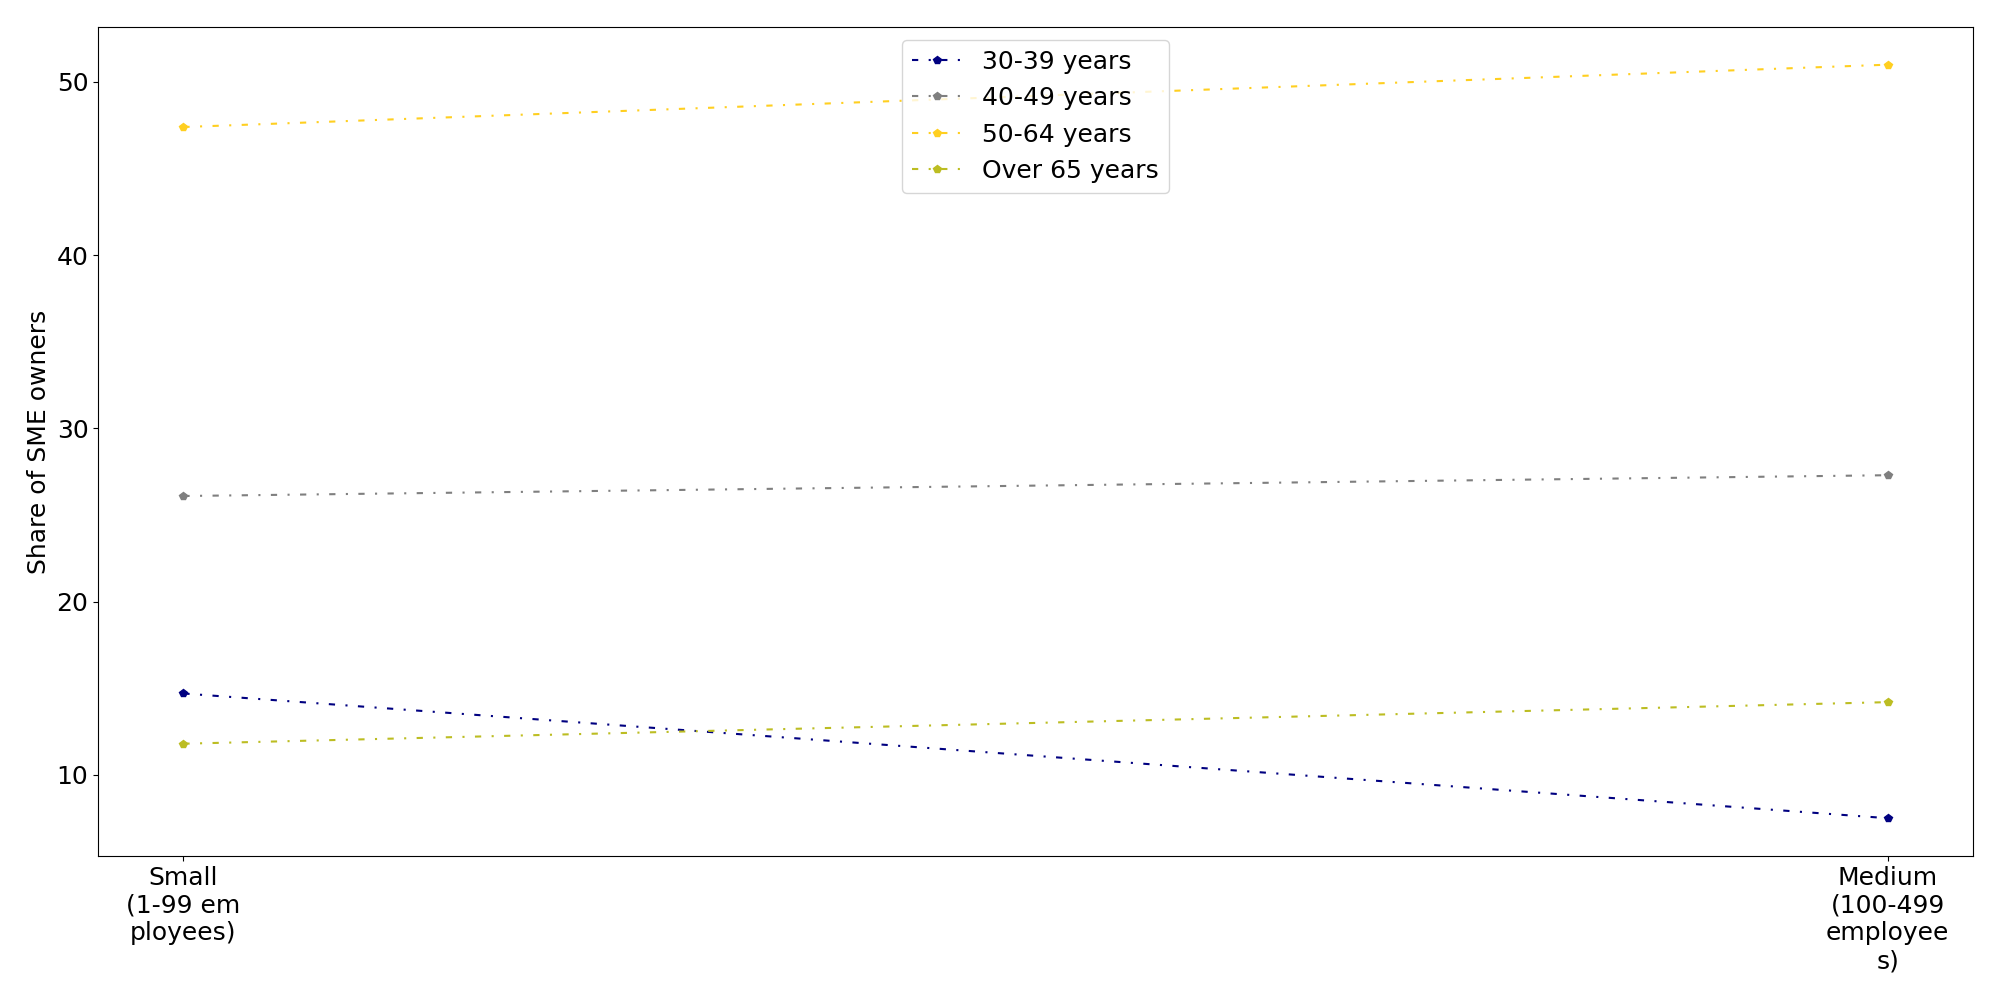 Share of SME owners
50
40
30
20
10
30-39 years
40-49 years
50-64 years
Over 65 years
Small
(1-99 em
ployees)
Medium
(100-499
employee
s)